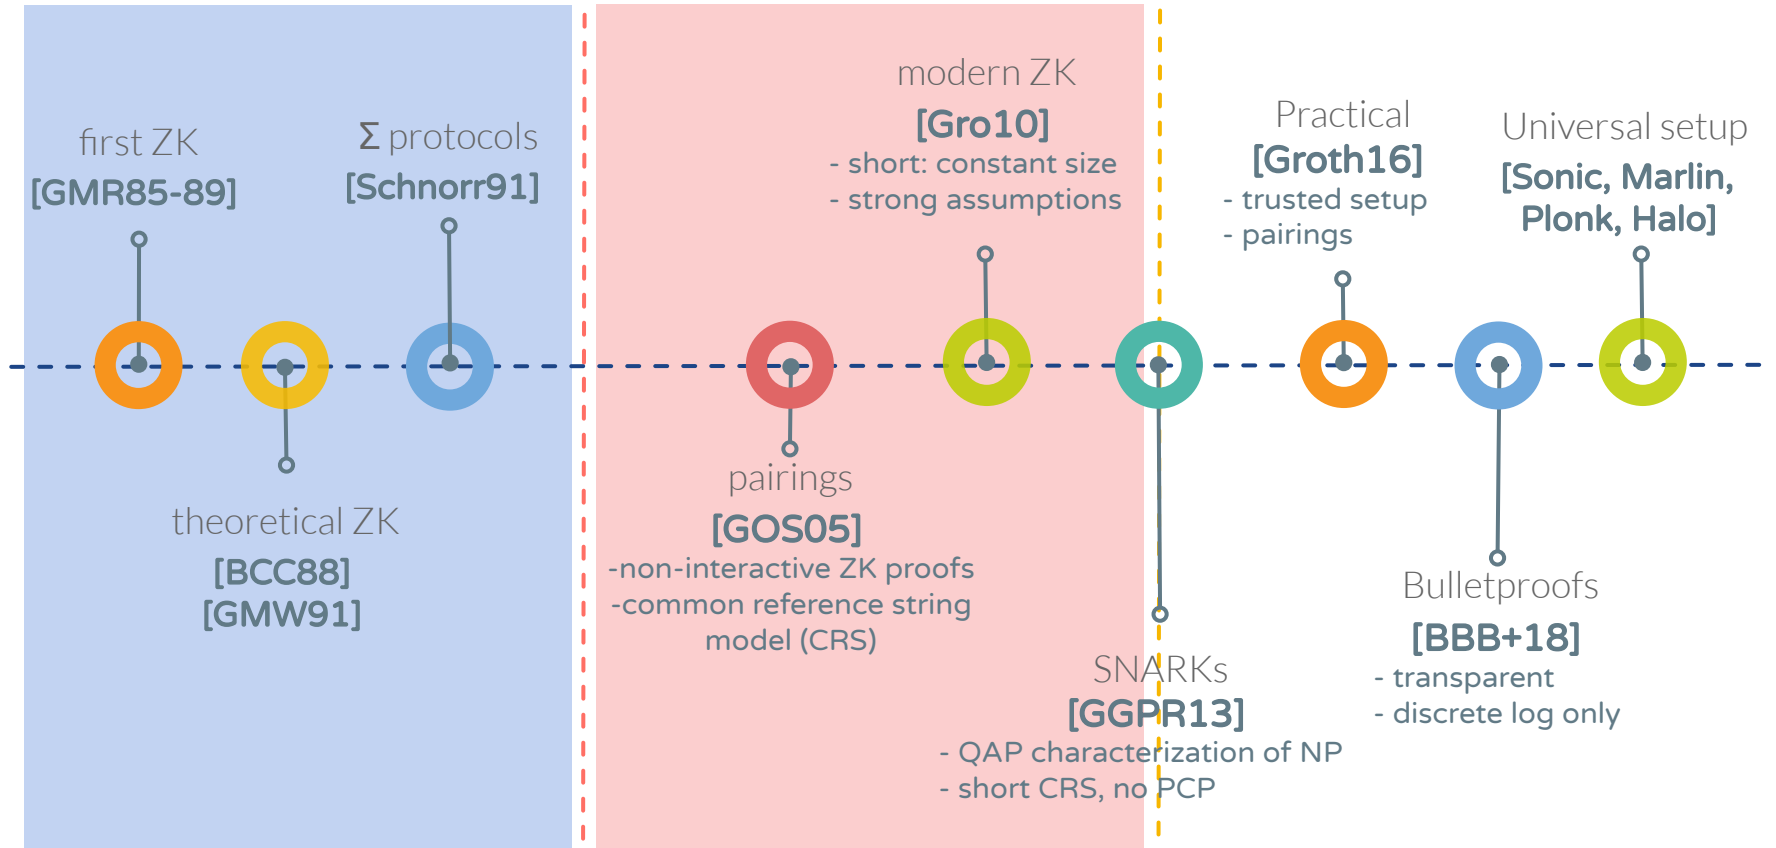 first ZK
[GMR85-89]
theoretical ZK
[BCC88]
[GMW91]
Σ protocols
[Schnorr91]
pairings
[GOS05]
-non-interactive ZK proofs
-common reference string
model (CRS)
modern ZK
[Gro10]
- short: constant size
- strong assumptions
SNARKs
[GGPR13]
- QAP characterization of NP
- short CRS, no PCP
Practical
[Groth16]
- trusted setup
- pairings
Bulletproofs
[BBB+18]
- transparent
- discrete log only
Universal setup
[Sonic, Marlin,
Plonk, Halo]